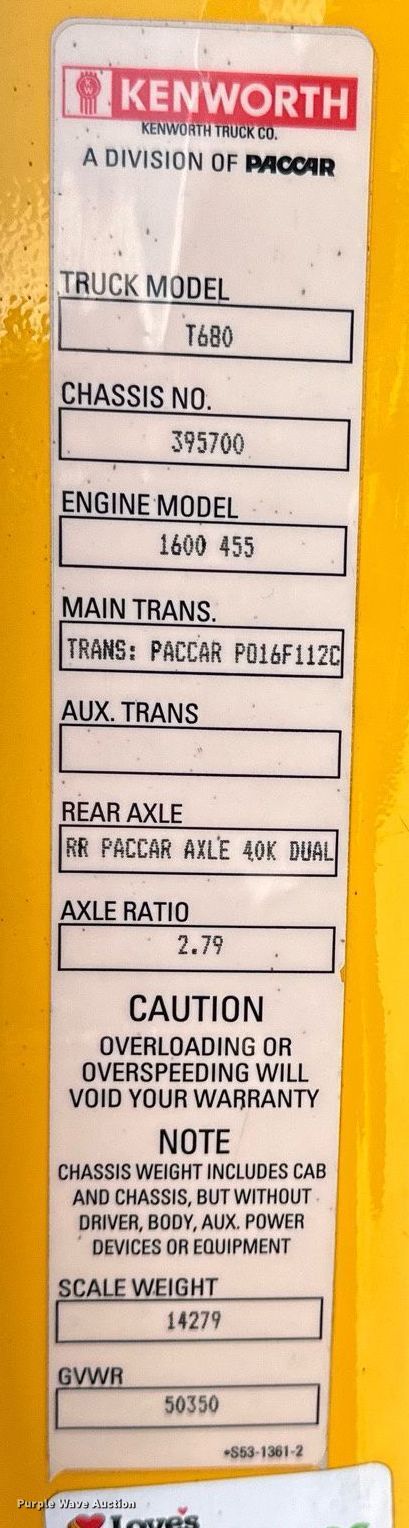 KW KENWORTH
KENWORTH TRUCK CO.
A DIVISION OF PACCAR
TRUCK MODEL
T680
CHASSIS NO.
395700
ENGINE MODEL
1600 455
MAIN TRANS.
TRANS: PACCAR PO16F112C
AUX. TRANS
REAR AXLE
RR PACCAR AXLE 40K DUAL
AXLE RATIO
2.79
CAUTION
OVERLOADING OR
OVERSPEEDING WILL
VOID YOUR WARRANTY
NOTE
CHASSIS WEIGHT INCLUDES CAB
AND CHASSIS, BUT WITHOUT
DRIVER, BODY, AUX. POWER
DEVICES OR EQUIPMENT
SCALE WEIGHT
14279
GVWR
50350
*S53-1361-2
Purple Wave Auction
Love's